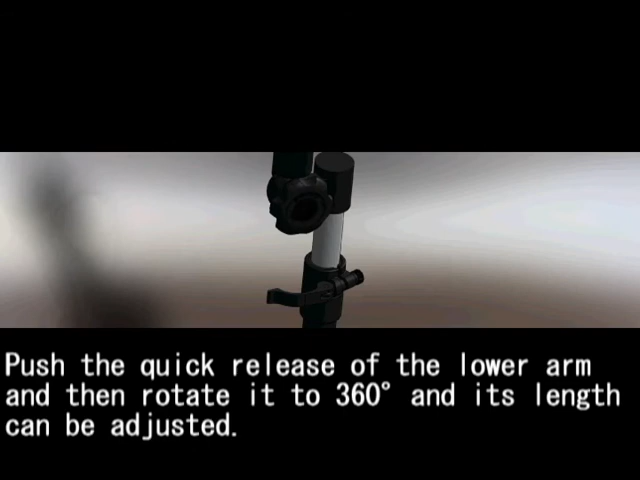 Push the quick release of the lower arm
and then rotate it to 360° and its length
can be adjusted.